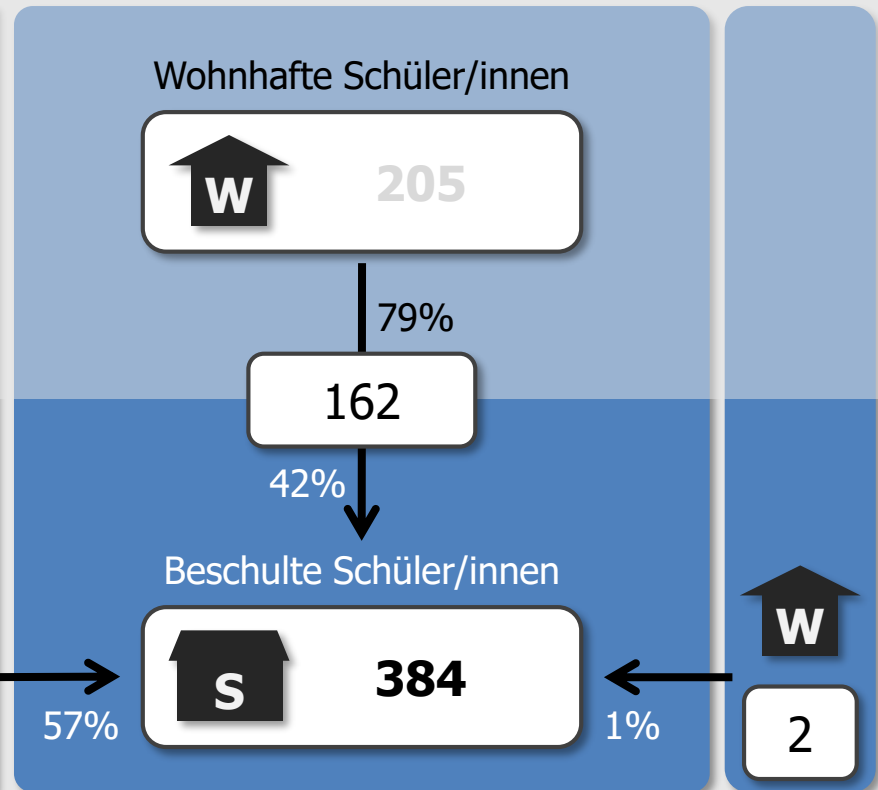 Wohnhafte Schüler/innen
W 205
79%
162
42%
Beschulte Schüler/innen
W
S 384
57%
1%
2